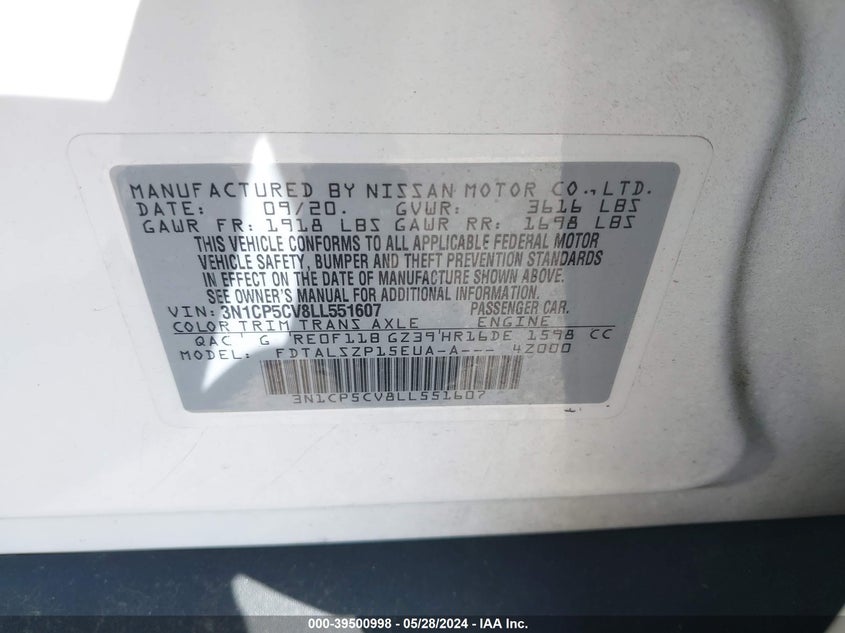 MANUFACTURED BY NISSAN MOTOR CO., LTD.
DATE: 09/20. GVWR: 3616 LBS
GAWR FR: 1918 LBS GAWR RR: 1698 LBS
THIS VEHICLE CONFORMS TO ALL APPLICABLE FEDERAL MOTOR
VEHICLE SAFETY, BUMPER AND THEFT PREVENTION STANDARDS
IN EFFECT ON THE DATE OF MANUFACTURE SHOWN ABOVE.
SEE OWNER'S MANUAL FOR ADDITIONAL INFORMATION.
VIN: 3N1CP5CV8LL551607 PASSENGER CAR.
COLOR TRIM TRANS AXLE ENGINE
QAC' G 'RE0F11B GZ39'HR16DE 1598 CC
MODEL: FDTALSZP15EUA-A--- 4Z000
3N1CP5CV8LL551607
000-39500998 - 05/28/2024 - IAA Inc.